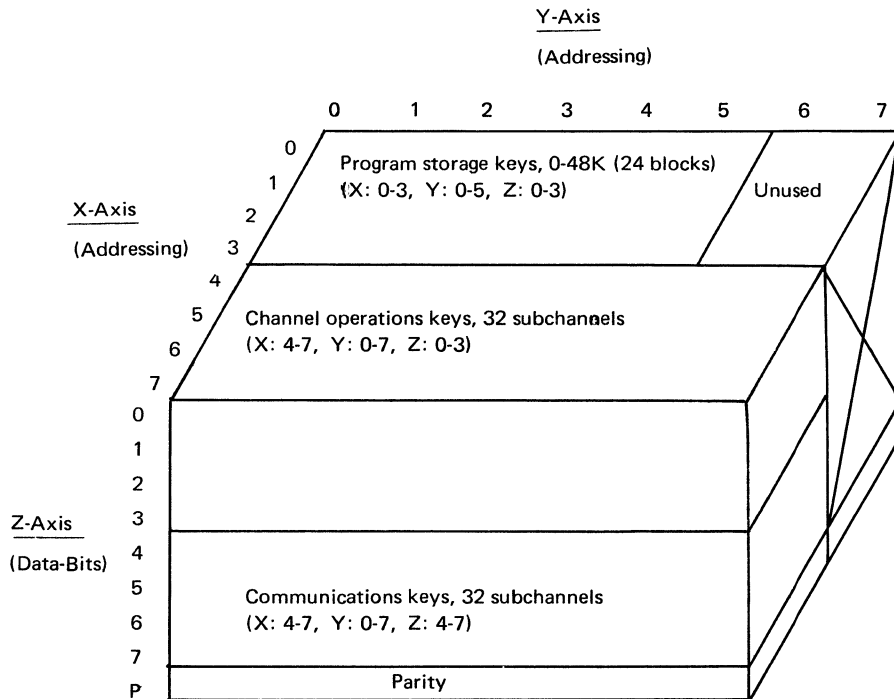 Y-Axis
(Addressing)
0 1 2 3 4 5 6 7
0
1
2
3
4
5
6
7
X-Axis
(Addressing)
Program storage keys, 0-48K (24 blocks)
(X: 0-3, Y: 0-5, Z: 0-3)
Unused
Channel operations keys, 32 subchannels
(X: 4-7, Y: 0-7, Z: 0-3)
0
1
2
3
4
5
6
7
P
Z-Axis
(Data-Bits)
Communications keys, 32 subchannels
(X: 4-7, Y: 0-7, Z: 4-7)
Parity